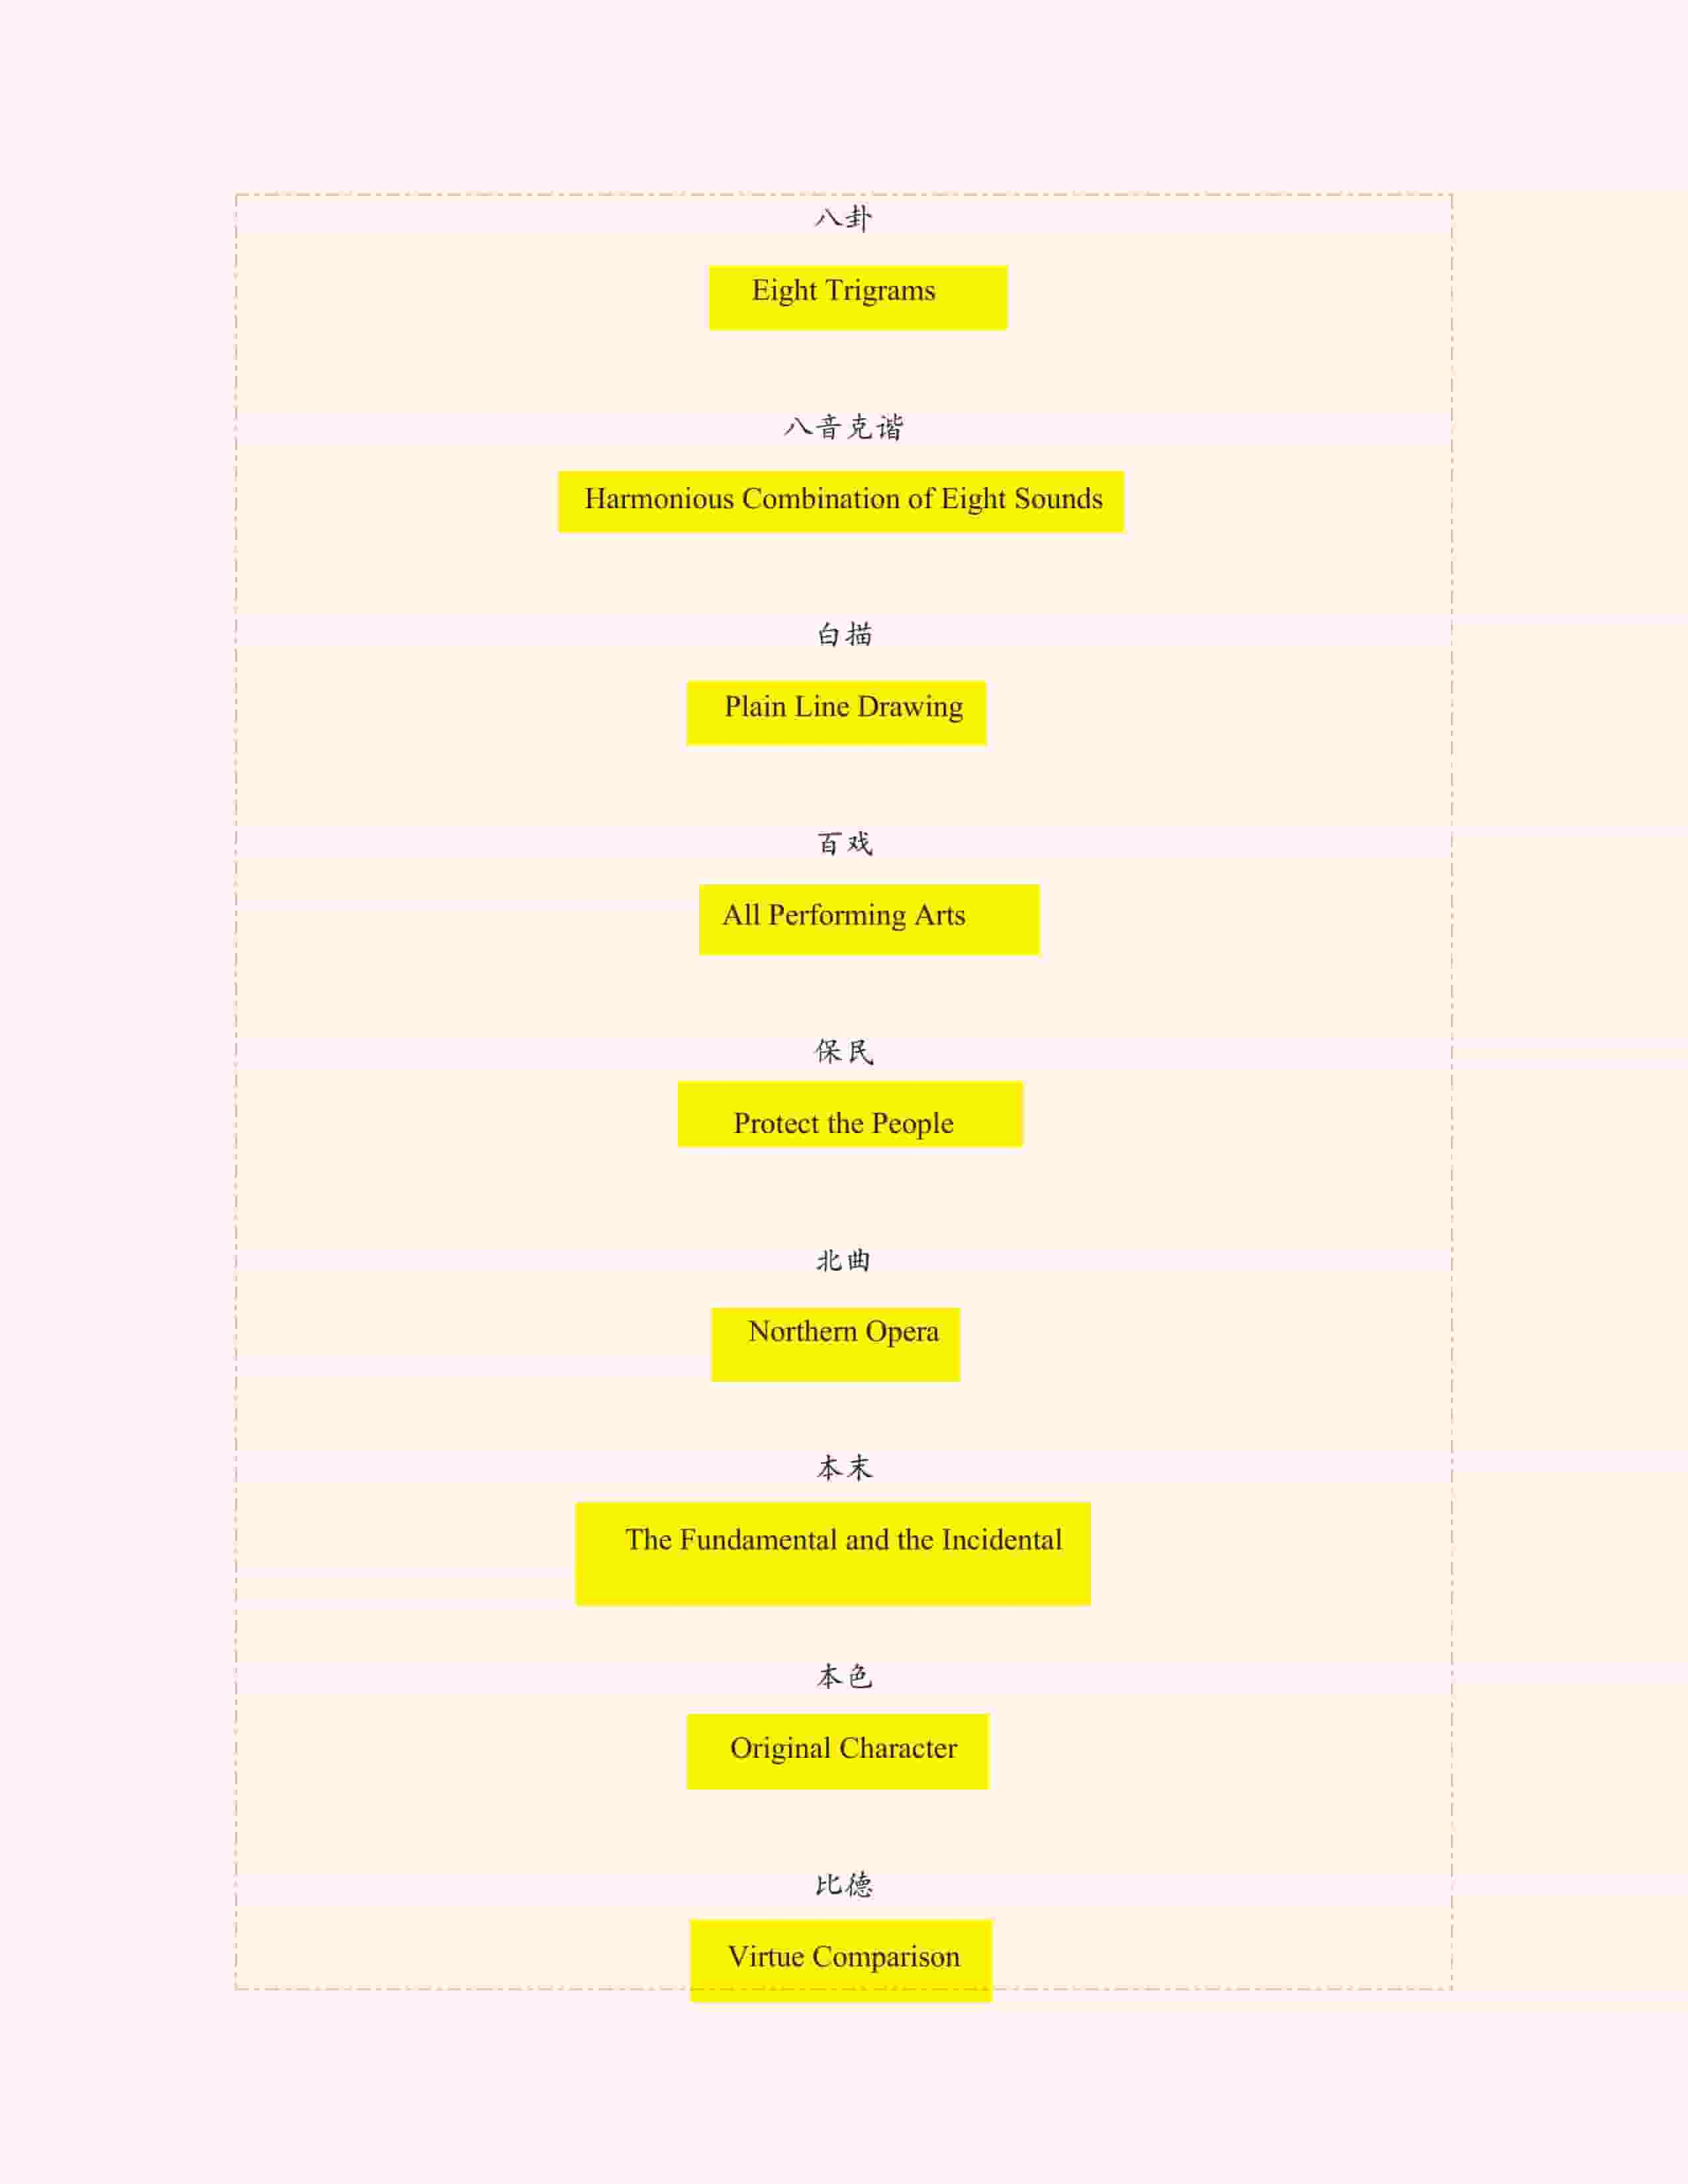 八卦
Eight Trigrams
八音克谐
Harmonious Combination of Eight Sounds
白描
Plain Line Drawing
百戏
All Performing Arts
保民
Protect the People
北曲
Northern Opera
本末
The Fundamental and the Incidental
本色
Original Character
比德
Virtue Comparison